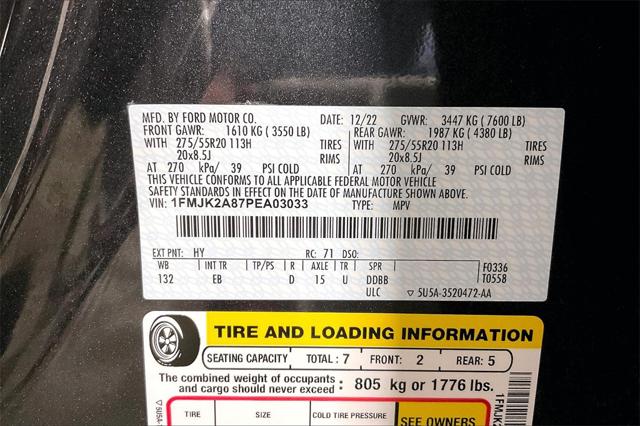 MFD. BY FORD MOTOR CO. DATE: 12/22 GVWR: 3447 KG (7600 LB)
FRONT GAWR: 1610 KG (3550 LB) REAR GAWR: 1987 KG (4380 LB)
WITH 275/55R20 113H TIRES WITH 275/55R20 113H TIRES
20x8.5J RIMS 20x8.5J RIMS
AT 270 kPa/ 39 PSI COLD AT 270 kPa/ 39 PSI COLD
THIS VEHICLE CONFORMS TO ALL APPLICABLE FEDERAL MOTOR VEHICLE
SAFETY STANDARDS IN EFFECT ON THE DATE OF MANUFACTURE SHOWN ABOVE.
VIN: 1FMJK2A87PEA03033 TYPE: MPV
EXT PNT: HY RC: 71 DSO:
WB INT TR TP/PS R AXLE TR SPR F0336
132 EB D 15 U DDBB T0558
ULC ▽ 5U5A-3520472-AA
TIRE AND LOADING INFORMATION
SEATING CAPACITY TOTAL: 7 FRONT: 2 REAR: 5
The combined weight of occupants and cargo should never exceed : 805 kg or 1776 lbs.
TIRE SIZE COLD TIRE PRESSURE SEE OWNERS
▽5U5A-
1FMJK